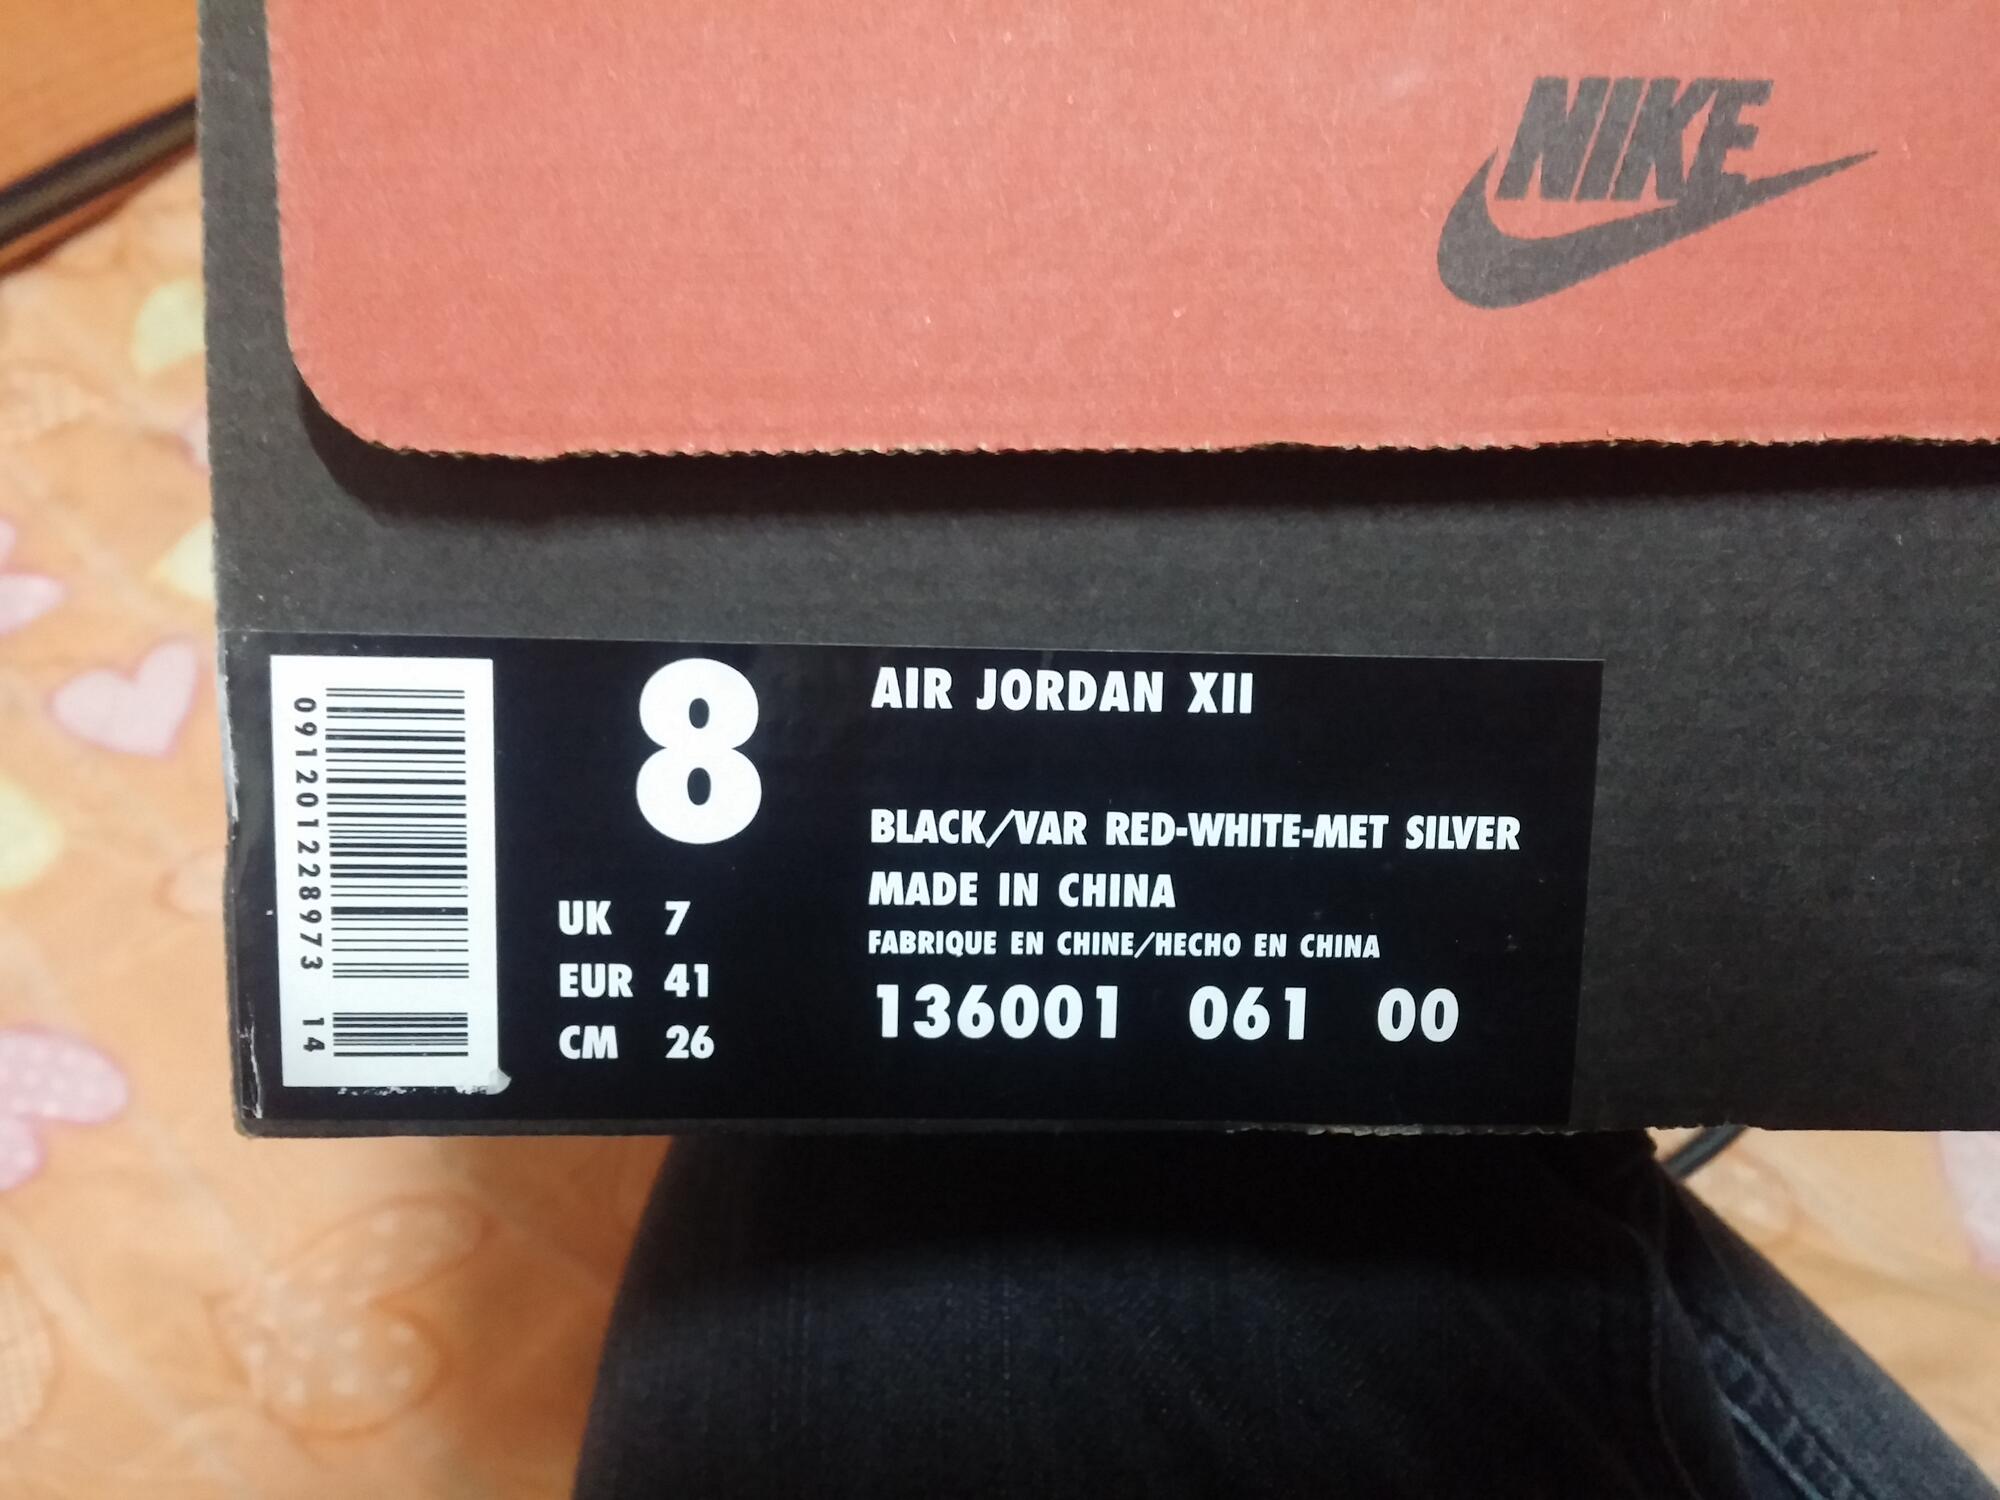 NIKE
091201228973 14
8
UK 7
EUR 41
CM 26
AIR JORDAN XII
BLACK/VAR RED-WHITE-MET SILVER
MADE IN CHINA
FABRIQUE EN CHINE/HECHO EN CHINA
136001 061 00